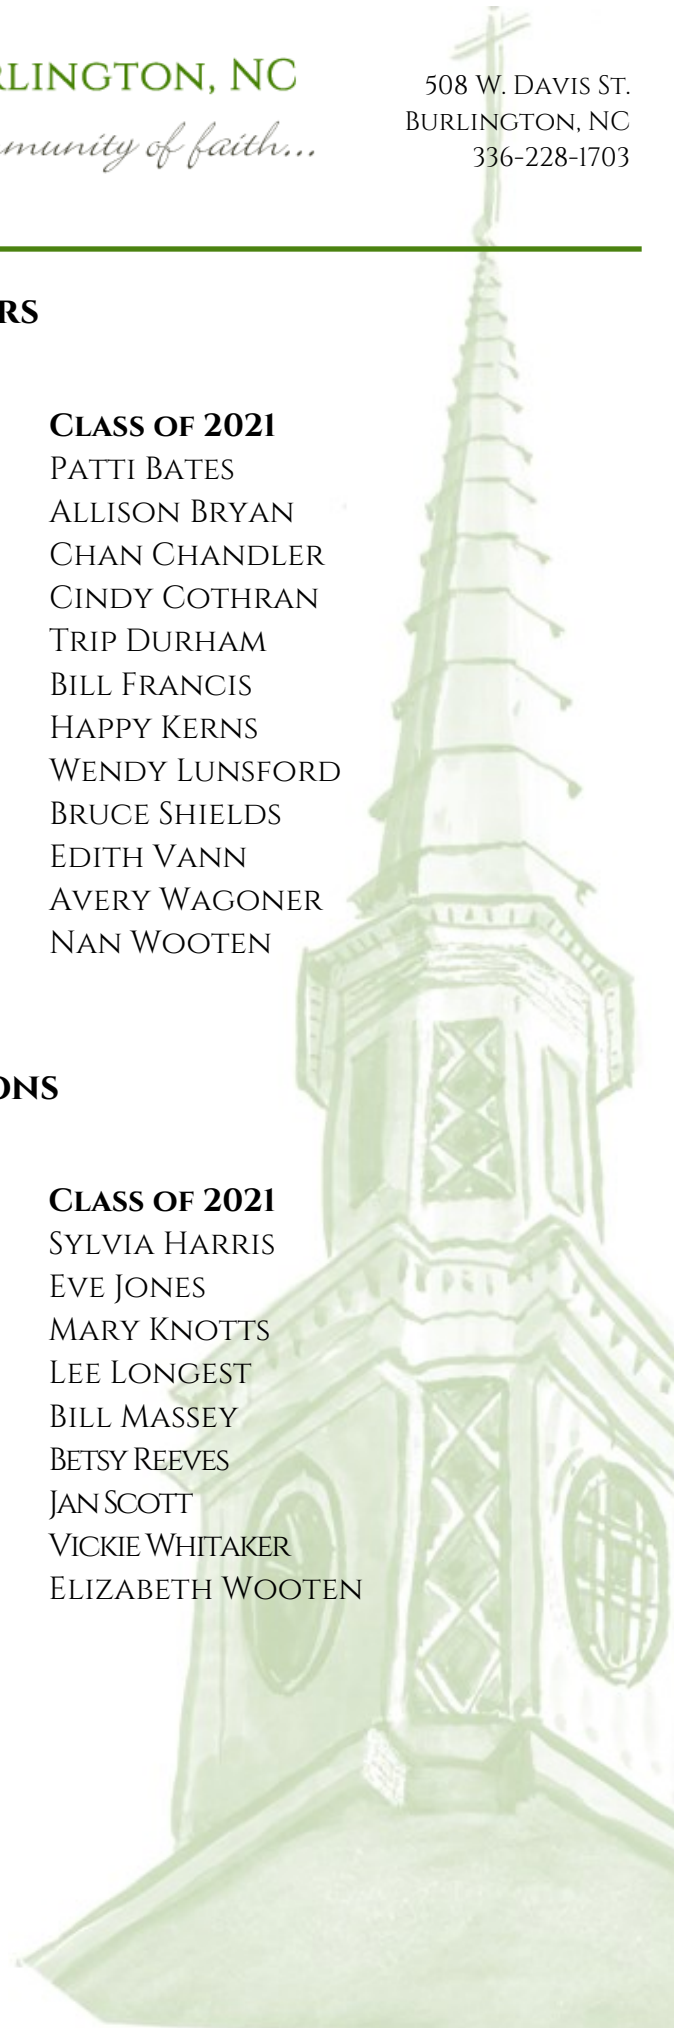 RLINGTON, NC
munity of faith...
508 W. Davis St.
Burlington, NC
336-228-1703
RS
Class of 2021
Patti Bates
Allison Bryan
Chan Chandler
Cindy Cothran
Trip Durham
Bill Francis
Happy Kerns
Wendy Lunsford
Bruce Shields
Edith Vann
Avery Wagoner
Nan Wooten
ONS
Class of 2021
Sylvia Harris
Eve Jones
Mary Knotts
Lee Longest
Bill Massey
Betsy Reeves
Jan Scott
Vickie Whitaker
Elizabeth Wooten